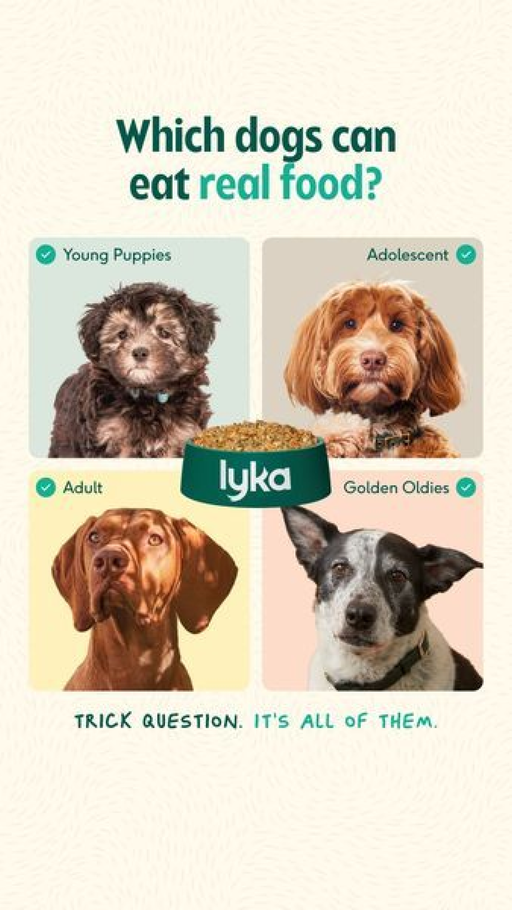 Which dogs can
eat real food?
Young Puppies
Adolescent
lyka
Adult
Golden Oldies
TRICK QUESTION. IT'S ALL OF THEM.